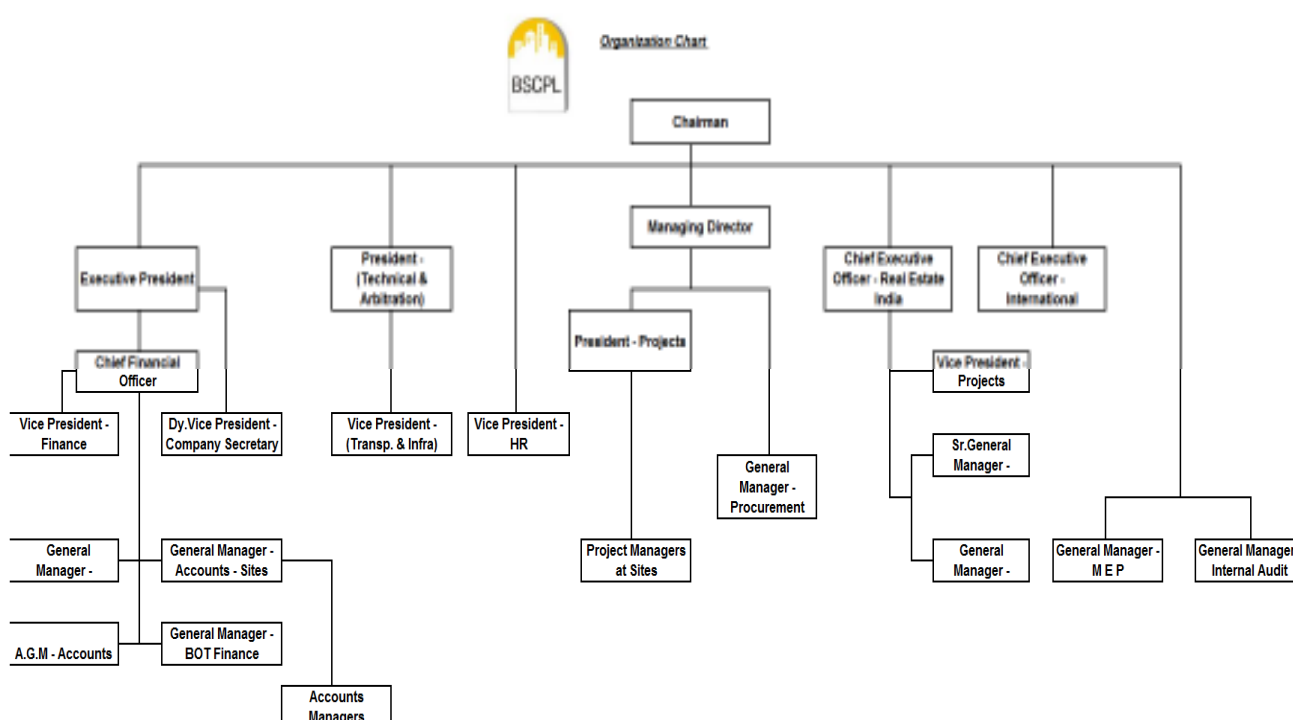 Organization Chart
BSCPL
Chairman
Managing Director
Executive President
President -
(Technical &
Arbitration)
Chief Executive
Officer - Real Estate
India
Chief Executive
Officer -
International
President - Projects
Chief Financial
Officer
Vice President -
Projects
Vice President -
Finance
Dy.Vice President -
Company Secretary
Vice President -
(Transp. & Infra)
Vice President -
HR
Sr.General
Manager -
General
Manager -
Procurement
General
Manager -
General Manager -
Accounts - Sites
Project Managers
at Sites
General
Manager -
General Manager -
M E P
General Manager
Internal Audit
A.G.M - Accounts
General Manager -
BOT Finance
Accounts
Managers